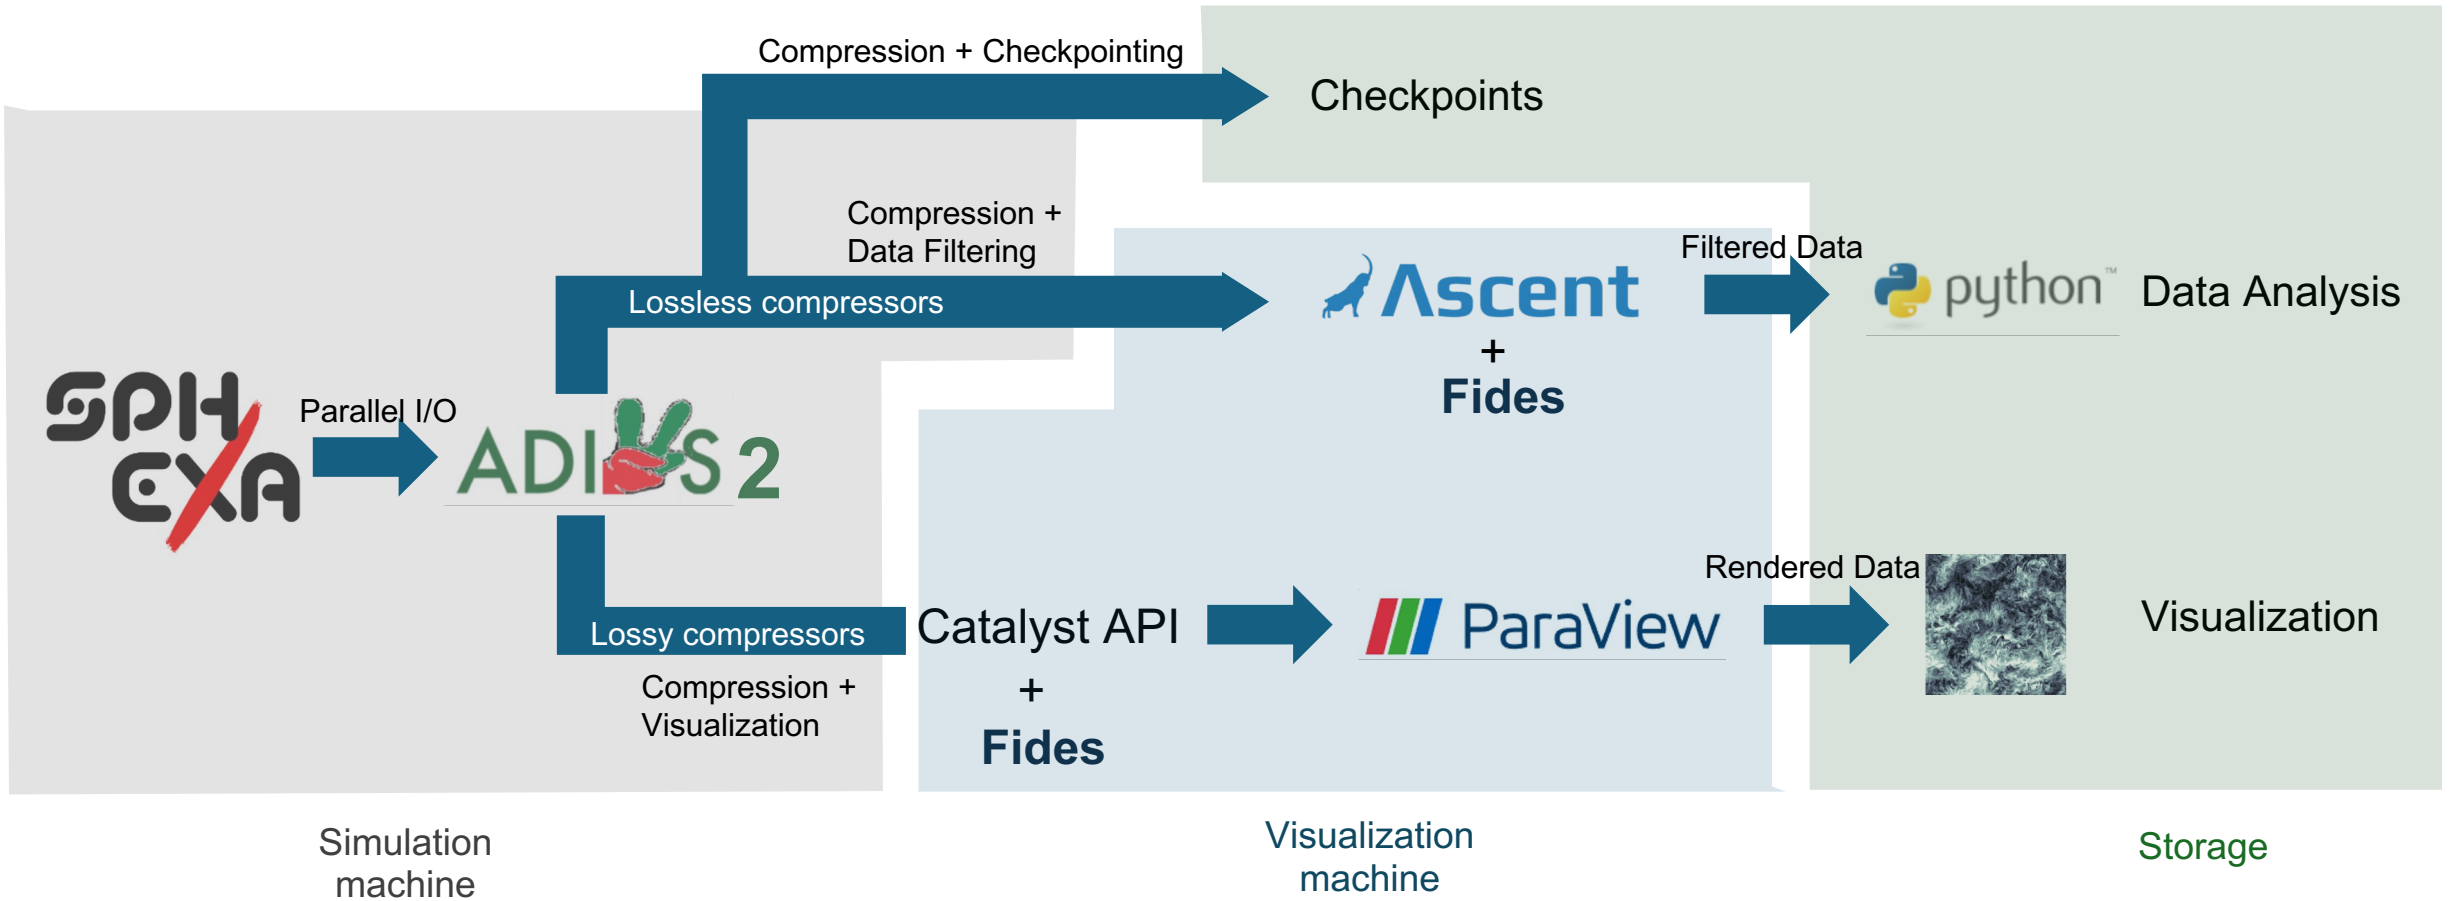 Compression + Checkpointing
Checkpoints
Compression +
Data Filtering
Lossless compressors
Ascent
+
Fides
Filtered Data
python™
Data Analysis
SPH
EXA
Parallel I/O
ADIOS 2
Lossy compressors
Compression +
Visualization
Catalyst API
+
Fides
ParaView
Rendered Data
Visualization
Simulation
machine
Visualization
machine
Storage